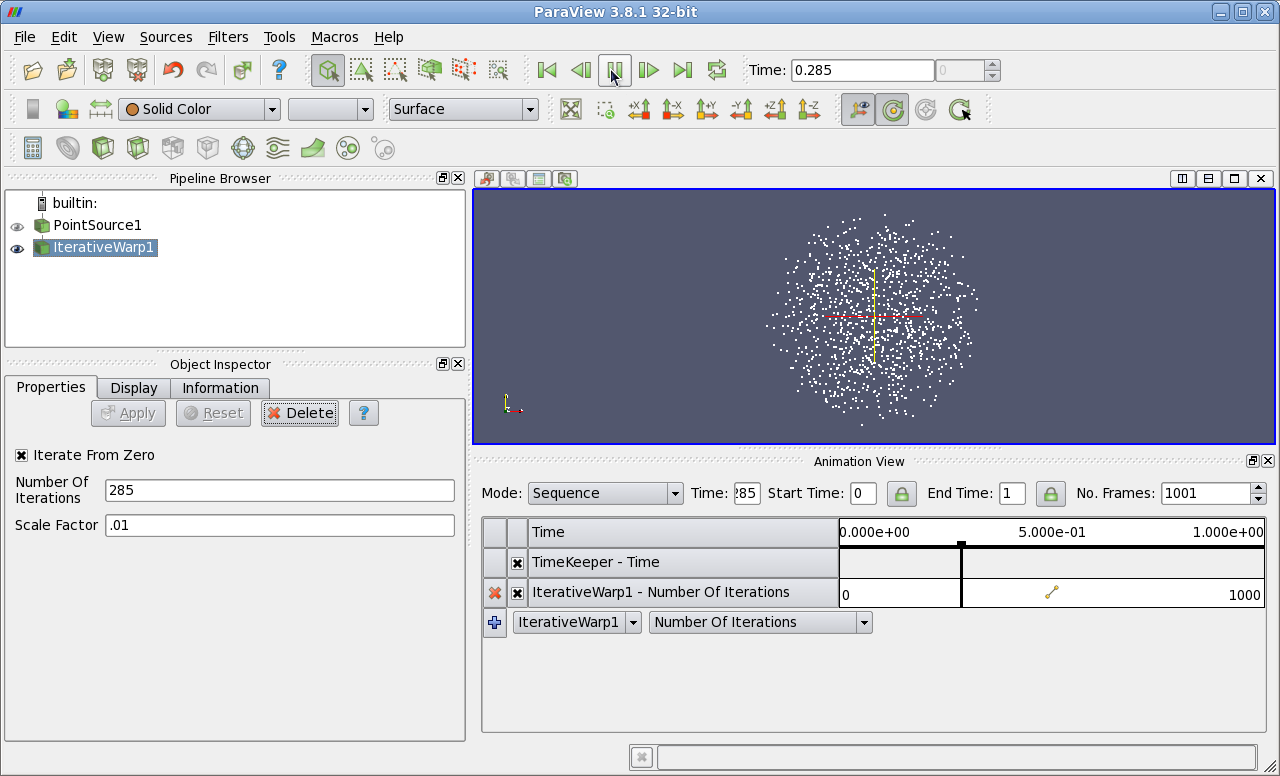 ParaView 3.8.1 32-bit
File Edit View Sources Filters Tools Macros Help
Time: 0.285 0
Solid Color Surface
+X -X +Y -Y +Z -Z
Pipeline Browser
builtin:
PointSource1
IterativeWarp1
Object Inspector
Properties Display Information
Apply Reset Delete ?
Iterate From Zero
Number Of
Iterations 285
Scale Factor .01
Animation View
Mode: Sequence Time: 285 Start Time: 0 End Time: 1 No. Frames: 1001
Time 0.000e+00 5.000e-01 1.000e+00
TimeKeeper - Time
IterativeWarp1 - Number Of Iterations 0 1000
IterativeWarp1 Number Of Iterations